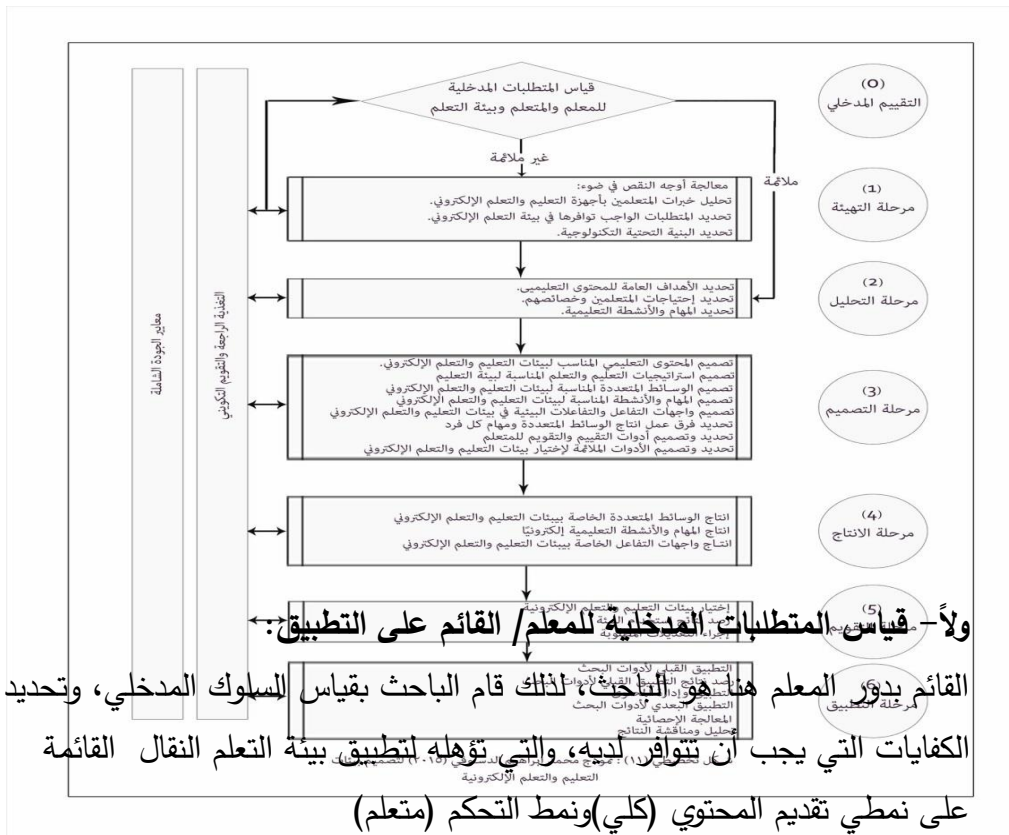 (0)
التقييم المدخلي
قياس المتطلبات المدخلية
للمعلم والمتعلم وبيئة التعلم
غير ملائمة
ملائمة
(1)
مرحلة التهيئة
معالجة أوجه النقص في ضوء:
تحليل خبرات المتعلمين بأجهزة التعليم والتعلم الإلكتروني.
تحديد المتطلبات الواجب توافرها في بيئة التعلم الإلكتروني.
تحديد البنية التحتية التكنولوجية.
(2)
مرحلة التحليل
تحديد الأهداف العامة للمحتوى التعليميى.
تحديد إحتياجات المتعلمين وخصائصهم.
تحديد المهام والأنشطة التعليمية.
(3)
مرحلة التصميم
تصميم المحتوى التعليمي المناسب لبيئات التعليم والتعلم الإلكتروني.
تصميم استراتيجيات التعليم والتعلم المناسبة لبيئة التعليم
تصميم الوسائط المتعددة المناسبة لبيئات التعليم والتعلم الإلكتروني
تصميم المهام والأنشطة المناسبة لبيئات التعليم والتعلم الإلكتروني
تصميم واجهات التفاعل والتفاعلات البيئية في بيئات التعليم والتعلم الإلكتروني
تحديد فرق عمل انتاج الوسائط المتعددة ومهام كل فرد
تحديد وتصميم أدوات التقييم والتقويم للمتعلم
تحديد وتصميم الأدوات الملائمة لإختيار بيئات التعليم والتعلم الإلكتروني
(4)
مرحلة الانتاج
انتاج الوسائط المتعددة الخاصة ببيئات التعليم والتعلم الإلكتروني
انتاج المهام والأنشطة التعليمية إلكترونيًا
انتاج واجهات التفاعل الخاصة ببيئات التعليم والتعلم الإلكتروني
التغذية الراجعة والتقويم التكويني
معايير الجودة الشاملة
(5)
إختيار بيئات التعليم والتعلم الإلكترونية
ولاً- قياس المتطلبات المدخلية للمعلم/ القائم على التطبيق:
إجراء التعديلات
(6)
مرحلة التطبيق
التطبيق القبلي لأدوات البحث
رصد نتائج التطبيق القبلي لأدوات
القائم بدور المعلم هنا هو الباحث، لذلك قام الباحث بقياس السلوك المدخلي، وتحديد
التطبيق البعدي لأدوات البحث
المعالجة الإحصائية
تحليل ومناقشة النتائج
الكفايات التي يجب أن تتوافر لديه، والتي تؤهله لتطبيق بيئة التعلم النقال القائمة
التعليم والتعلم الإلكترونية
على نمطي تقديم المحتوي (كلي)ونمط التحكم (متعلم)